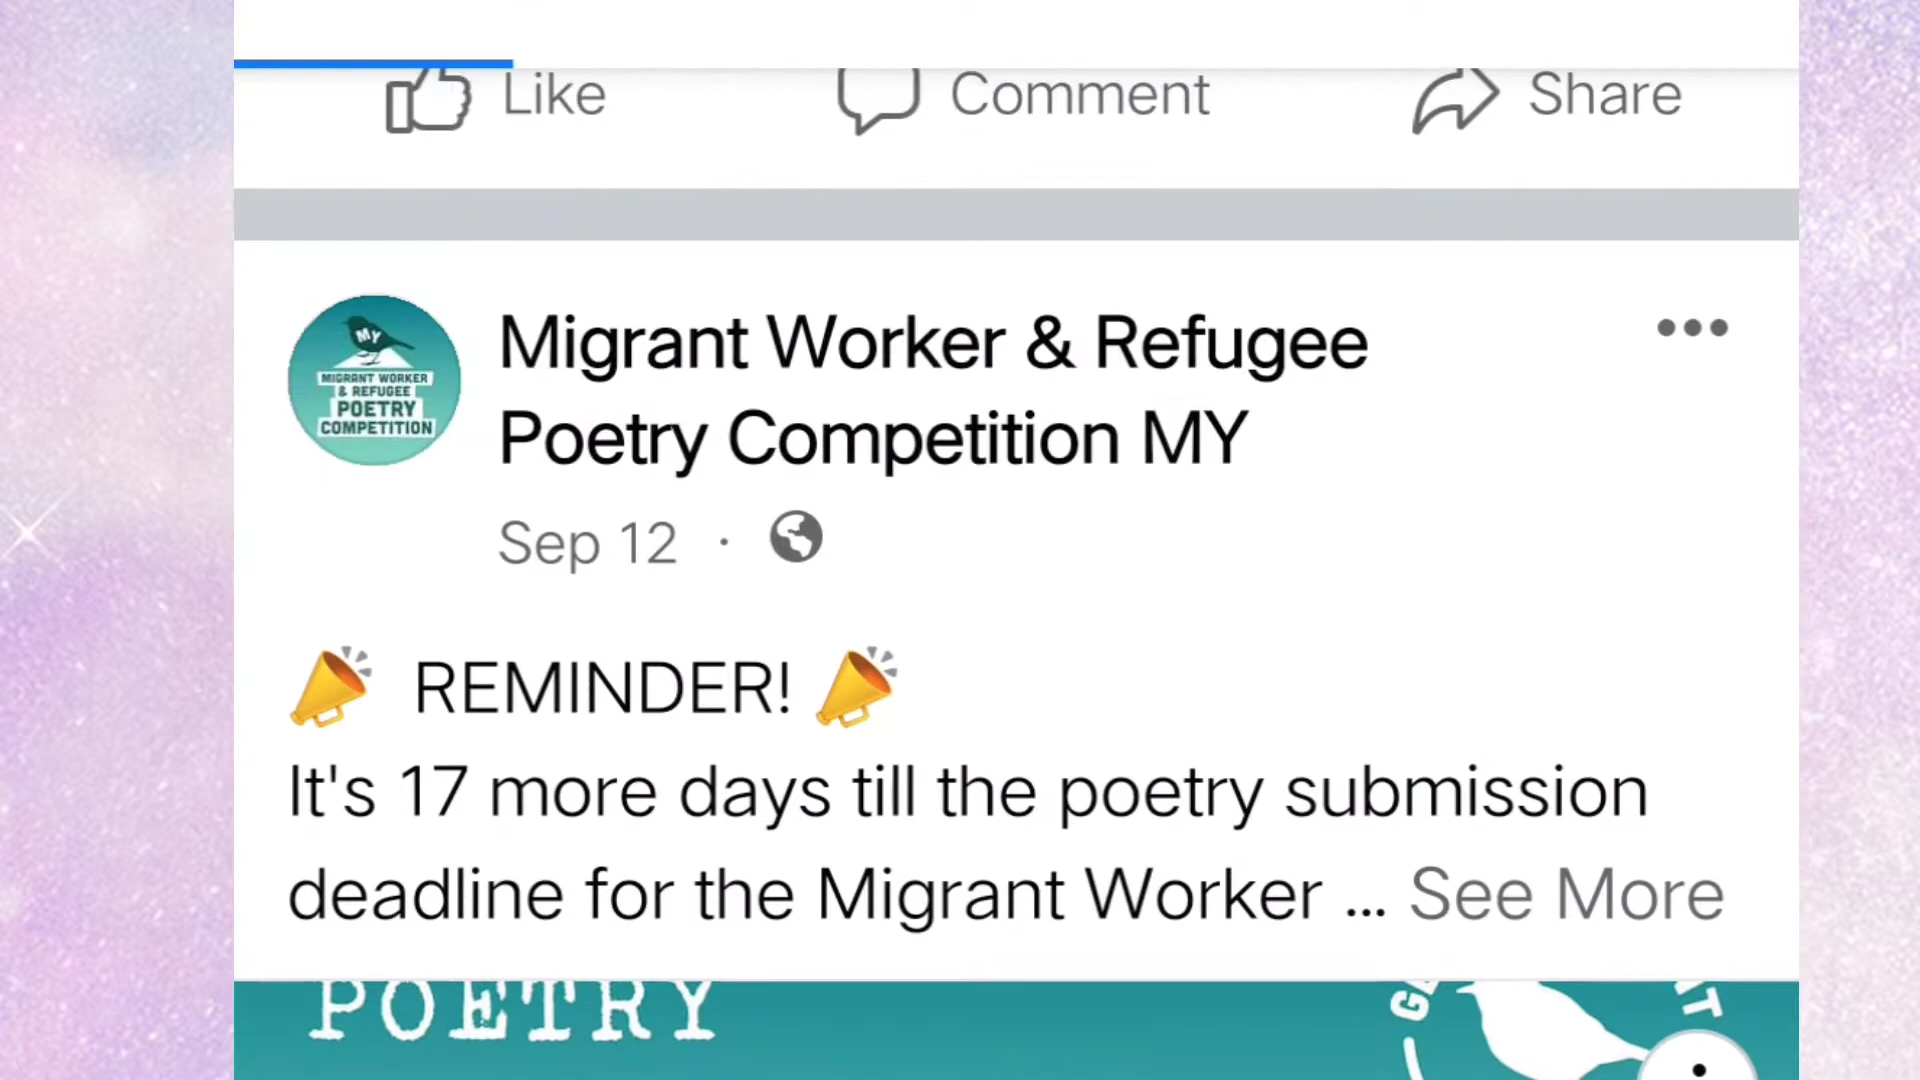 Like Comment Share
MY
MIGRANT WORKER
& REFUGEE
POETRY
COMPETITION
Migrant Worker & Refugee
Poetry Competition MY
Sep 12 ·
REMINDER!
It's 17 more days till the poetry submission
deadline for the Migrant Worker ... See More
POETRY